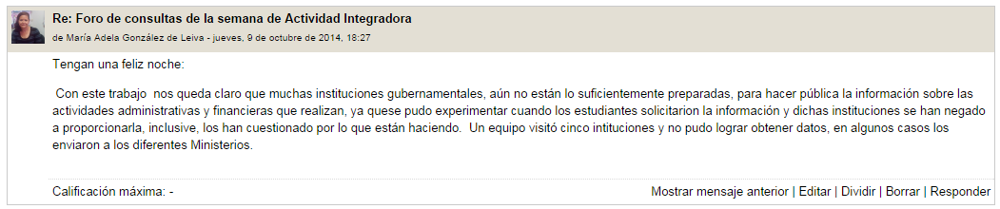 Re: Foro de consultas de la semana de Actividad Integradora
de María Adela González de Leiva - jueves, 9 de octubre de 2014, 18:27
Tengan una feliz noche:
Con este trabajo nos queda claro que muchas instituciones gubernamentales, aún no están lo suficientemente preparadas, para hacer pública la información sobre las
actividades administrativas y financieras que realizan, ya quese pudo experimentar cuando los estudiantes solicitarion la información y dichas instituciones se han negado
a proporcionarla, inclusive, los han cuestionado por lo que están haciendo. Un equipo visitó cinco intituciones y no pudo lograr obtener datos, en algunos casos los
enviaron a los diferentes Ministerios.
Calificación máxima: -
Mostrar mensaje anterior | Editar | Dividir | Borrar | Responder